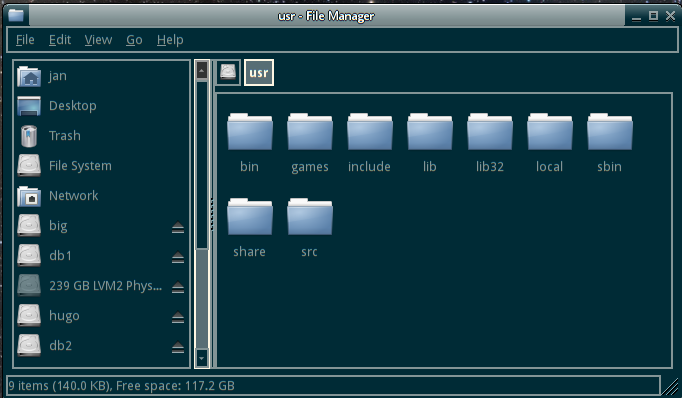 usr - File Manager
File Edit View Go Help
jan
Desktop
Trash
File System
Network
big
db1
239 GB LVM2 Phys...
hugo
db2
usr
bin games include lib lib32 local sbin
share src
9 items (140.0 KB), Free space: 117.2 GB